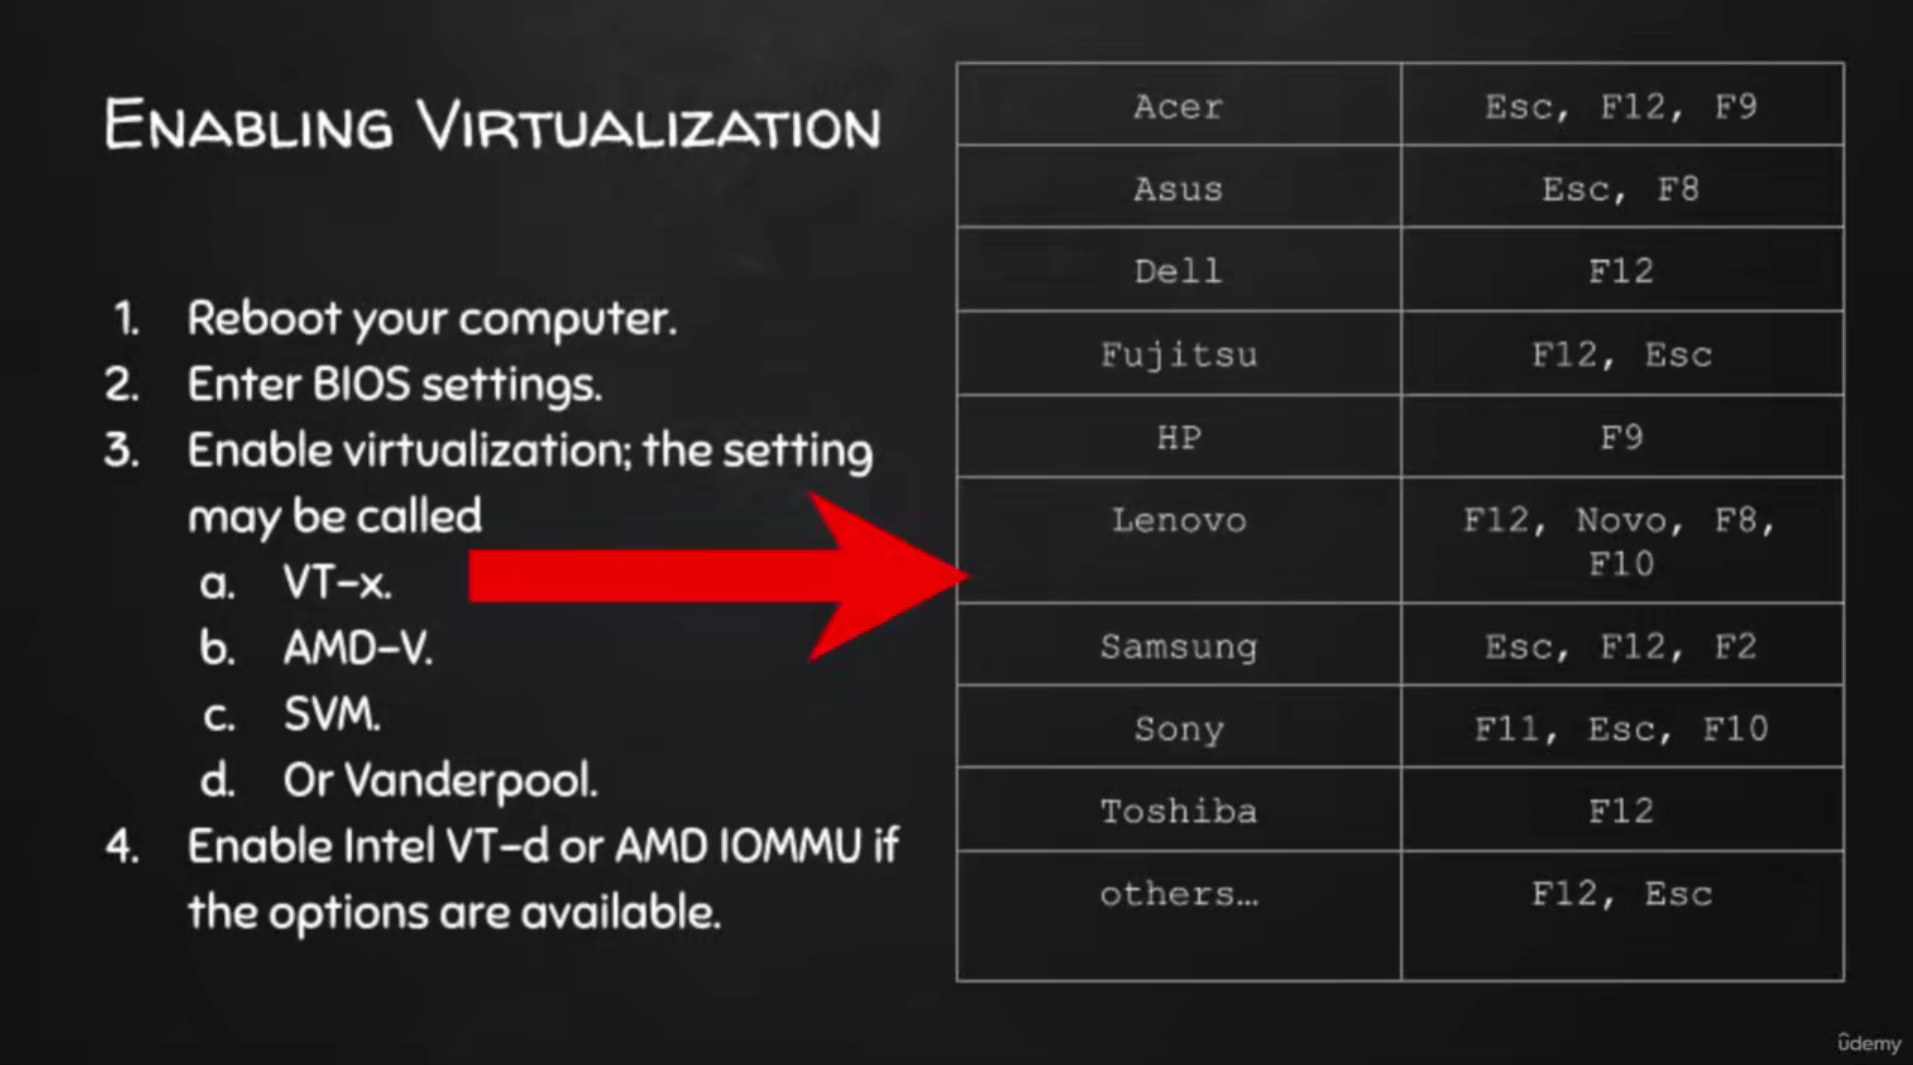 ENABLING VIRTUALIZATION
1. Reboot your computer.
2. Enter BIOS settings.
3. Enable virtualization; the setting
may be called
a. VT-x.
b. AMD-V.
c. SVM.
d. Or Vanderpool.
4. Enable Intel VT-d or AMD IOMMU if
the options are available.
Acer Esc, F12, F9
Asus Esc, F8
Dell F12
Fujitsu F12, Esc
HP F9
Lenovo F12, Novo, F8,
F10
Samsung Esc, F12, F2
Sony F11, Esc, F10
Toshiba F12
others… F12, Esc
ûdemy